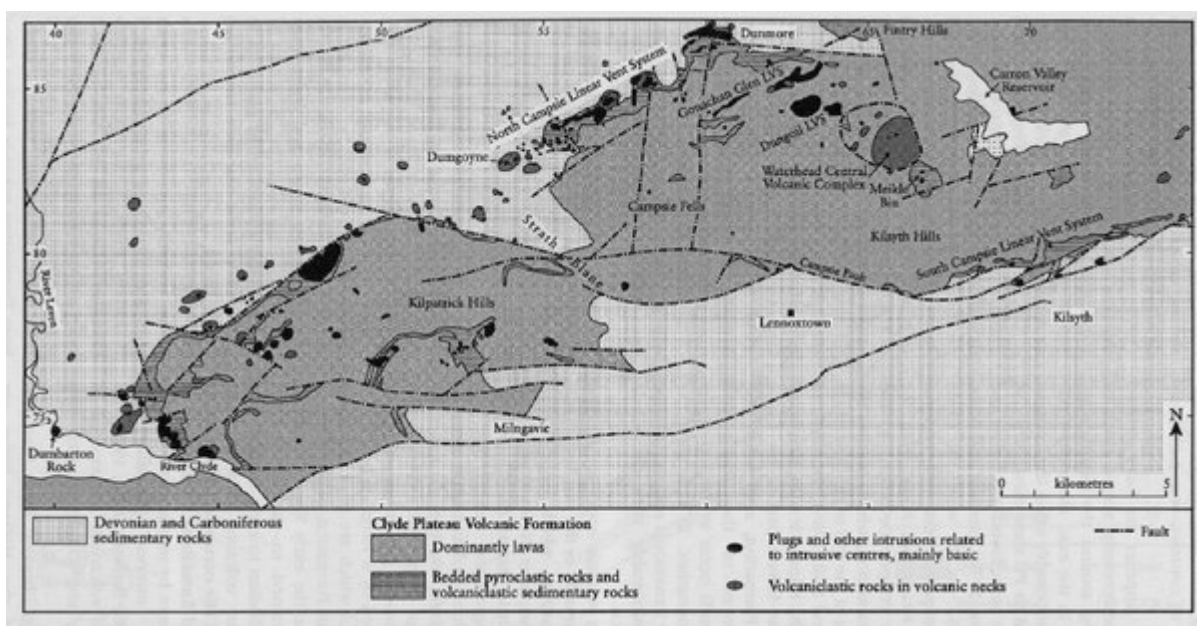 40
45
55
65
70
Dunmore
Fintry Hills
85
North Campsie Linear Vent System
Gonachan Glen LVS
Carron Valley
Reservoir
Dungoil LVS
Dumgoyne
Waterhead Central
Volcanic Complex
Meikle
Bin
Campsie Fells
Strath Blane
80
Kilsyth Hills
South Campsie Linear Vent System
Campsie Fault
River Leven
Kilpatrick Hills
Lennoxtown
Kilsyth
75
Milngavie
N
Dumbarton
Rock
River Clyde
0 kilometres 5
Devonian and Carboniferous
sedimentary rocks
Clyde Plateau Volcanic Formation
Dominantly lavas
Bedded pyroclastic rocks and
volcaniclastic sedimentary rocks
Plugs and other intrusions related
to intrusive centres, mainly basic
Volcaniclastic rocks in volcanic necks
Fault